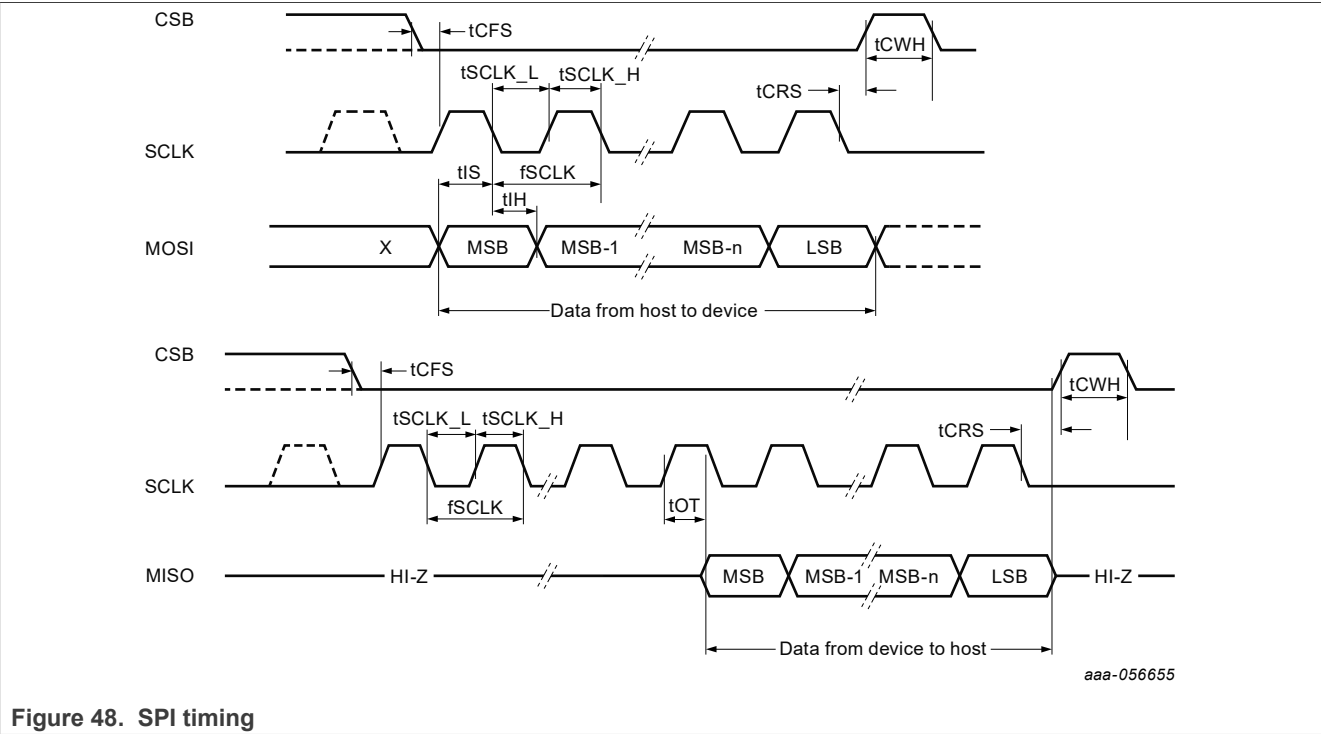 CSB
tCFS
tCWH
tSCLK_L
tSCLK_H
tCRS
SCLK
tIS
fSCLK
tIH
MOSI
X
MSB
MSB-1
MSB-n
LSB
Data from host to device
CSB
tCFS
tCWH
tSCLK_L
tSCLK_H
tCRS
SCLK
fSCLK
tOT
MISO
HI-Z
MSB
MSB-1
MSB-n
LSB
HI-Z
Data from device to host
aaa-056655
Figure 48. SPI timing